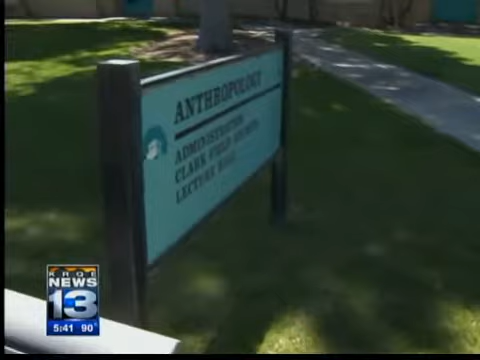 ANTHROPOLOGY
ADMINISTRATION
CLARK FIELD ARCHIVES
LECTURE HALL
KRQE
NEWS
13
5:41 90°